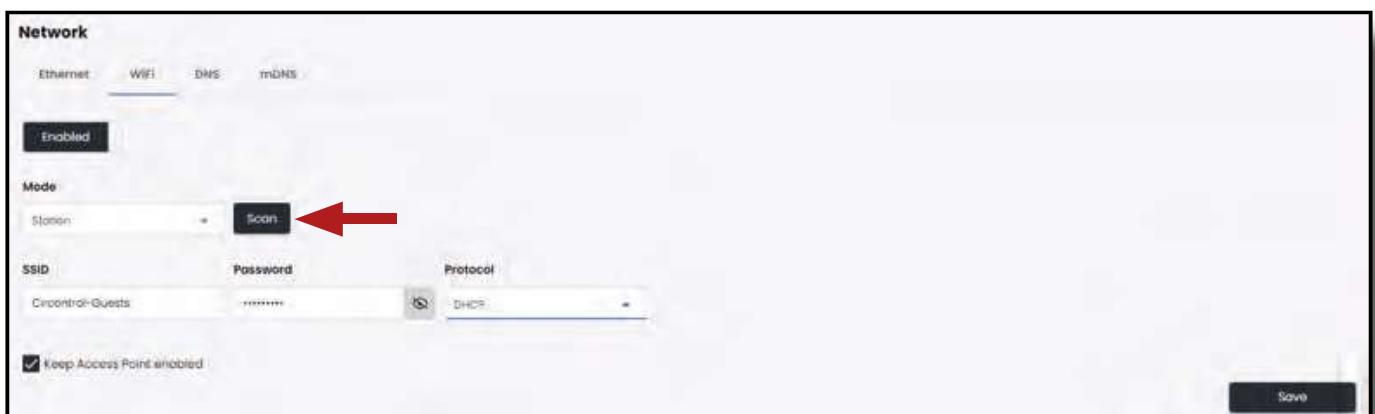 Network
Ethernet WiFi DNS mDNS
Enabled
Mode
Station Scan
SSID Password Protocol
Circontrol-Guests ········· DHCP
Keep Access Point enabled
Save